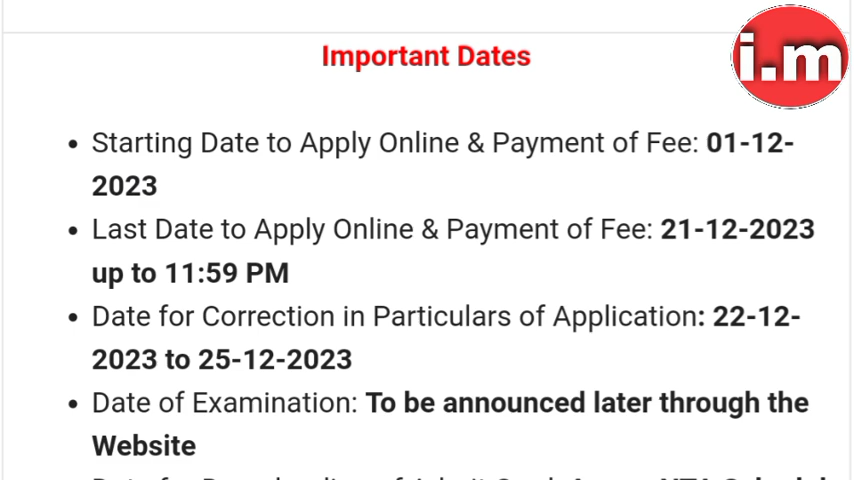 Important Dates
i.m
Starting Date to Apply Online & Payment of Fee: 01-12-
2023
Last Date to Apply Online & Payment of Fee: 21-12-2023
up to 11:59 PM
Date for Correction in Particulars of Application: 22-12-
2023 to 25-12-2023
Date of Examination: To be announced later through the
Website